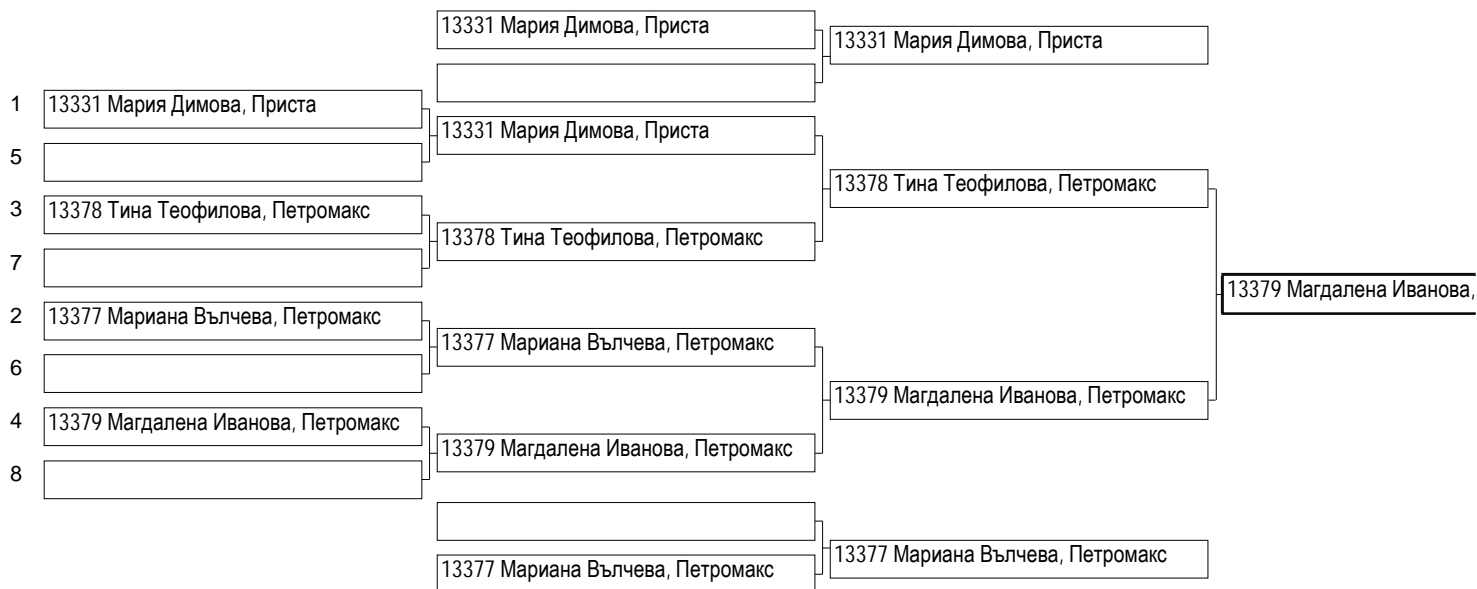 13331 Мария Димова, Приста
13331 Мария Димова, Приста
1 13331 Мария Димова, Приста
13331 Мария Димова, Приста
5
13378 Тина Теофилова, Петромакс
3 13378 Тина Теофилова, Петромакс
13378 Тина Теофилова, Петромакс
7
13379 Магдалена Иванова,
2 13377 Мариана Вълчева, Петромакс
13377 Мариана Вълчева, Петромакс
6
13379 Магдалена Иванова, Петромакс
4 13379 Магдалена Иванова, Петромакс
13379 Магдалена Иванова, Петромакс
8
13377 Мариана Вълчева, Петромакс
13377 Мариана Вълчева, Петромакс